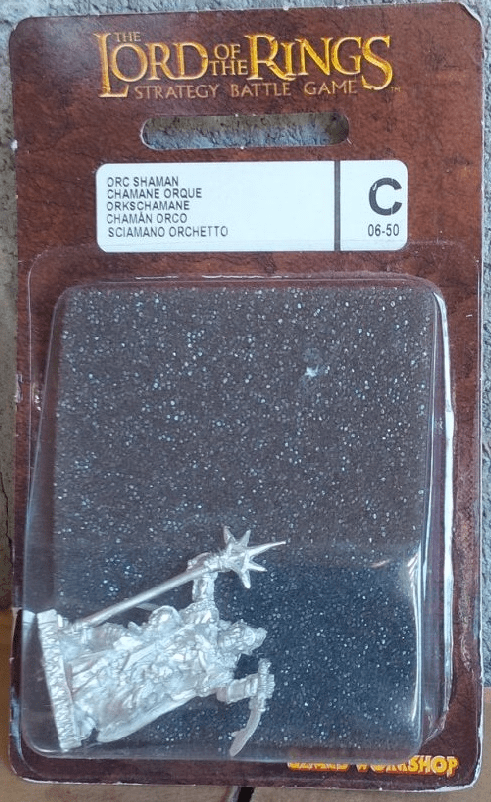 THE
LORD OF THE RINGS
STRATEGY BATTLE GAME™
ORC SHAMAN
CHAMANE ORQUE
ORKSCHAMANE
CHAMÁN ORCO
SCIAMANO ORCHETTO
C
06-50
GAMES WORKSHOP